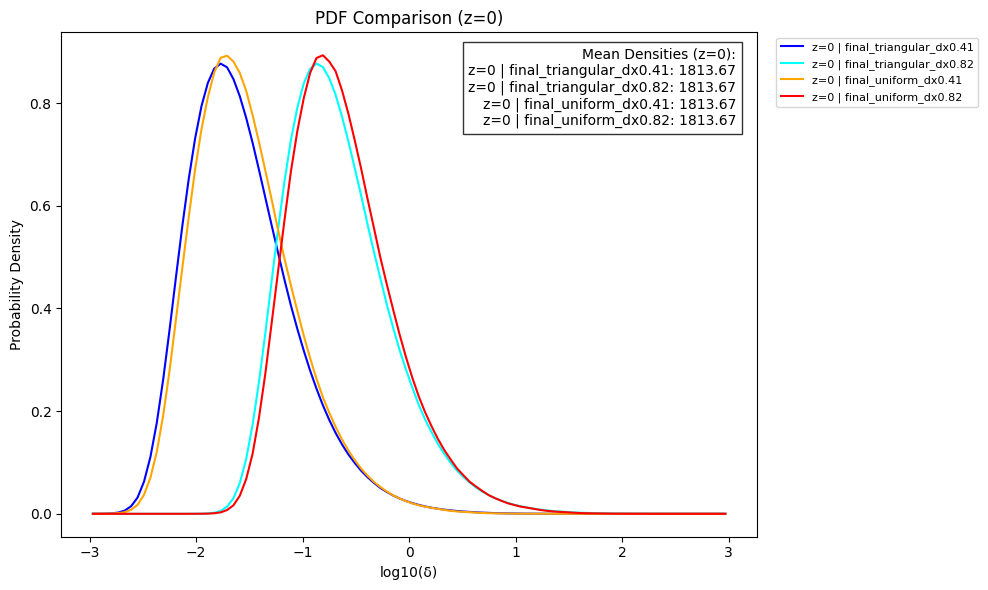 PDF Comparison (z=0)
Mean Densities (z=0):
z=0 | final_triangular_dx0.41: 1813.67
z=0 | final_triangular_dx0.82: 1813.67
z=0 | final_uniform_dx0.41: 1813.67
z=0 | final_uniform_dx0.82: 1813.67
z=0 | final_triangular_dx0.41
z=0 | final_triangular_dx0.82
z=0 | final_uniform_dx0.41
z=0 | final_uniform_dx0.82
Probability Density
0.8
0.6
0.4
0.2
0.0
−3
−2
−1
0
1
2
3
log10(δ)